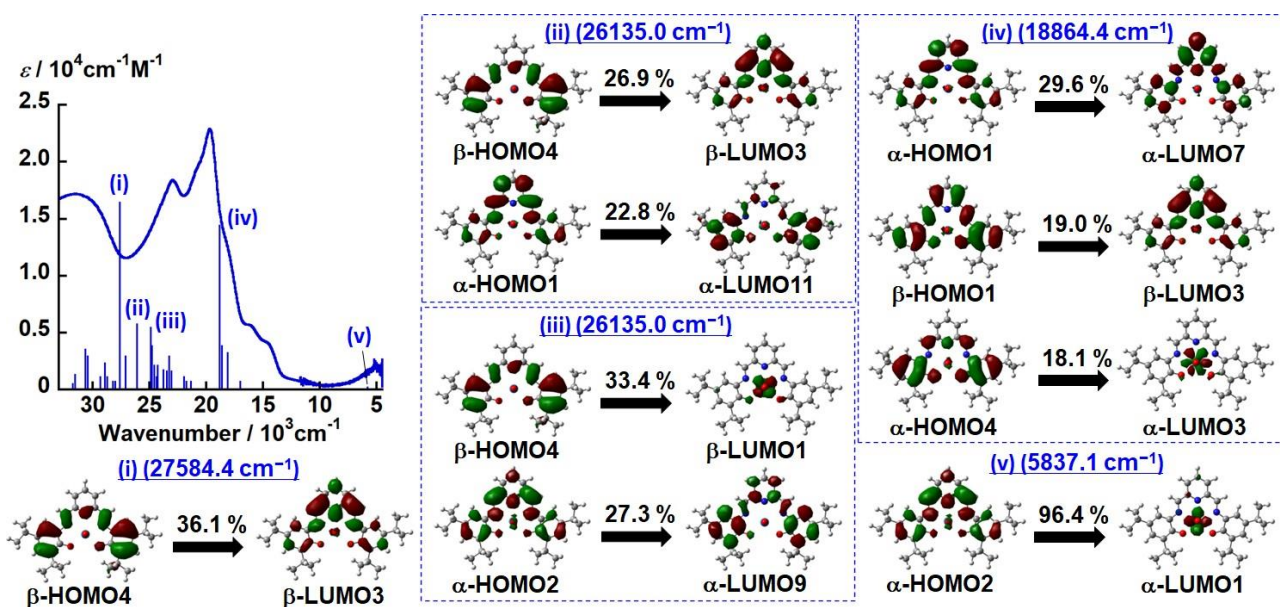 ε / 10⁴cm⁻¹M⁻¹
2.5
2.0
1.5
1.0
0.5
0
(i)
(ii)
(iii)
(iv)
(v)
30 25 20 15 10 5
Wavenumber / 10³cm⁻¹
(i) (27584.4 cm⁻¹)
36.1 %
β-HOMO4 β-LUMO3
(ii) (26135.0 cm⁻¹)
26.9 %
β-HOMO4 β-LUMO3
22.8 %
α-HOMO1 α-LUMO11
(iii) (26135.0 cm⁻¹)
33.4 %
β-HOMO4 β-LUMO1
27.3 %
α-HOMO2 α-LUMO9
(iv) (18864.4 cm⁻¹)
29.6 %
α-HOMO1 α-LUMO7
19.0 %
β-HOMO1 β-LUMO3
18.1 %
α-HOMO4 α-LUMO3
(v) (5837.1 cm⁻¹)
96.4 %
α-HOMO2 α-LUMO1